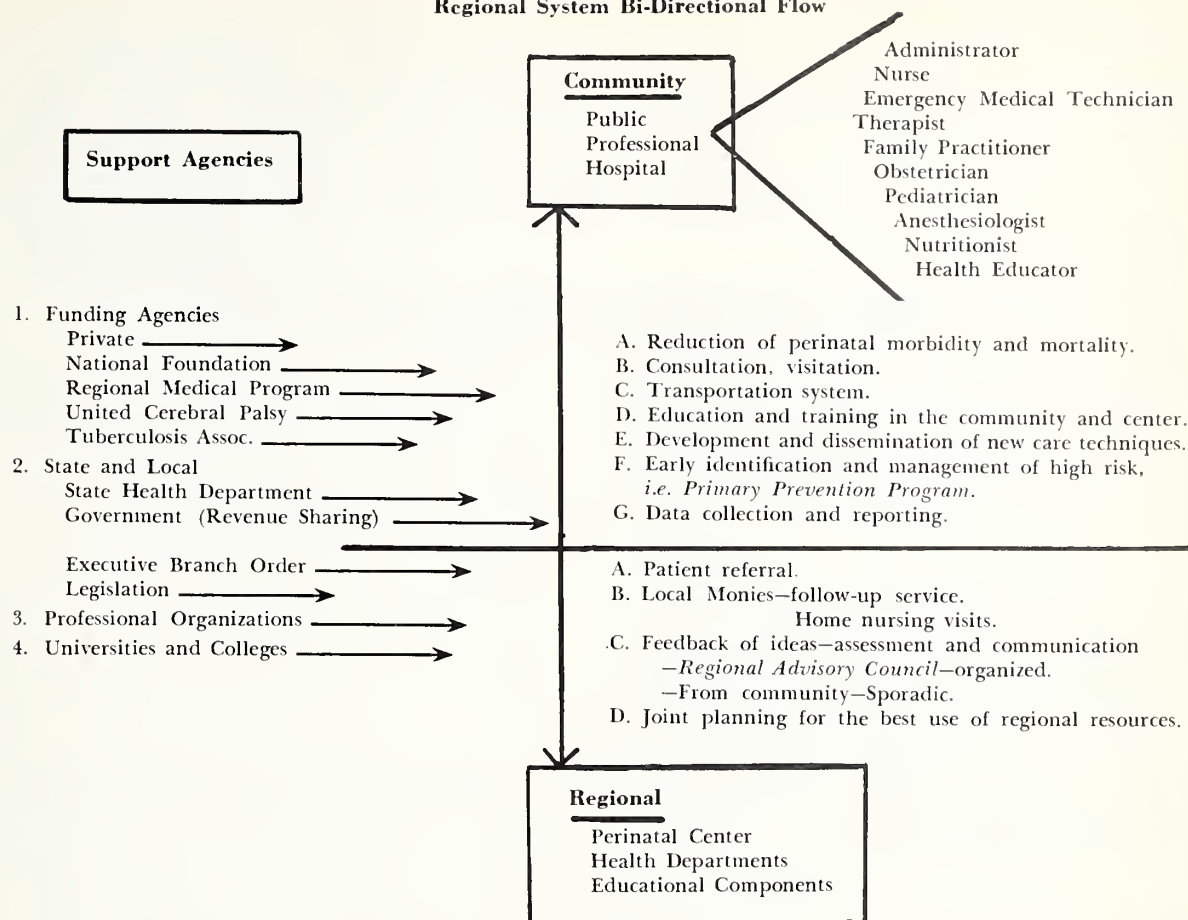 Regional System Bi-Directional Flow
Support Agencies
Community
Public
Professional
Hospital
Administrator
Nurse
Emergency Medical Technician
Therapist
Family Practitioner
Obstetrician
Pediatrician
Anesthesiologist
Nutritionist
Health Educator
1. Funding Agencies
Private
National Foundation
Regional Medical Program
United Cerebral Palsy
Tuberculosis Assoc.
2. State and Local
State Health Department
Government (Revenue Sharing)
Executive Branch Order
Legislation
3. Professional Organizations
4. Universities and Colleges
A. Reduction of perinatal morbidity and mortality.
B. Consultation, visitation.
C. Transportation system.
D. Education and training in the community and center.
E. Development and dissemination of new care techniques.
F. Early identification and management of high risk,
i.e. Primary Prevention Program.
G. Data collection and reporting.
A. Patient referral.
B. Local Monies—follow-up service.
Home nursing visits.
C. Feedback of ideas—assessment and communication
—Regional Advisory Council—organized.
—From community—Sporadic.
D. Joint planning for the best use of regional resources.
Regional
Perinatal Center
Health Departments
Educational Components